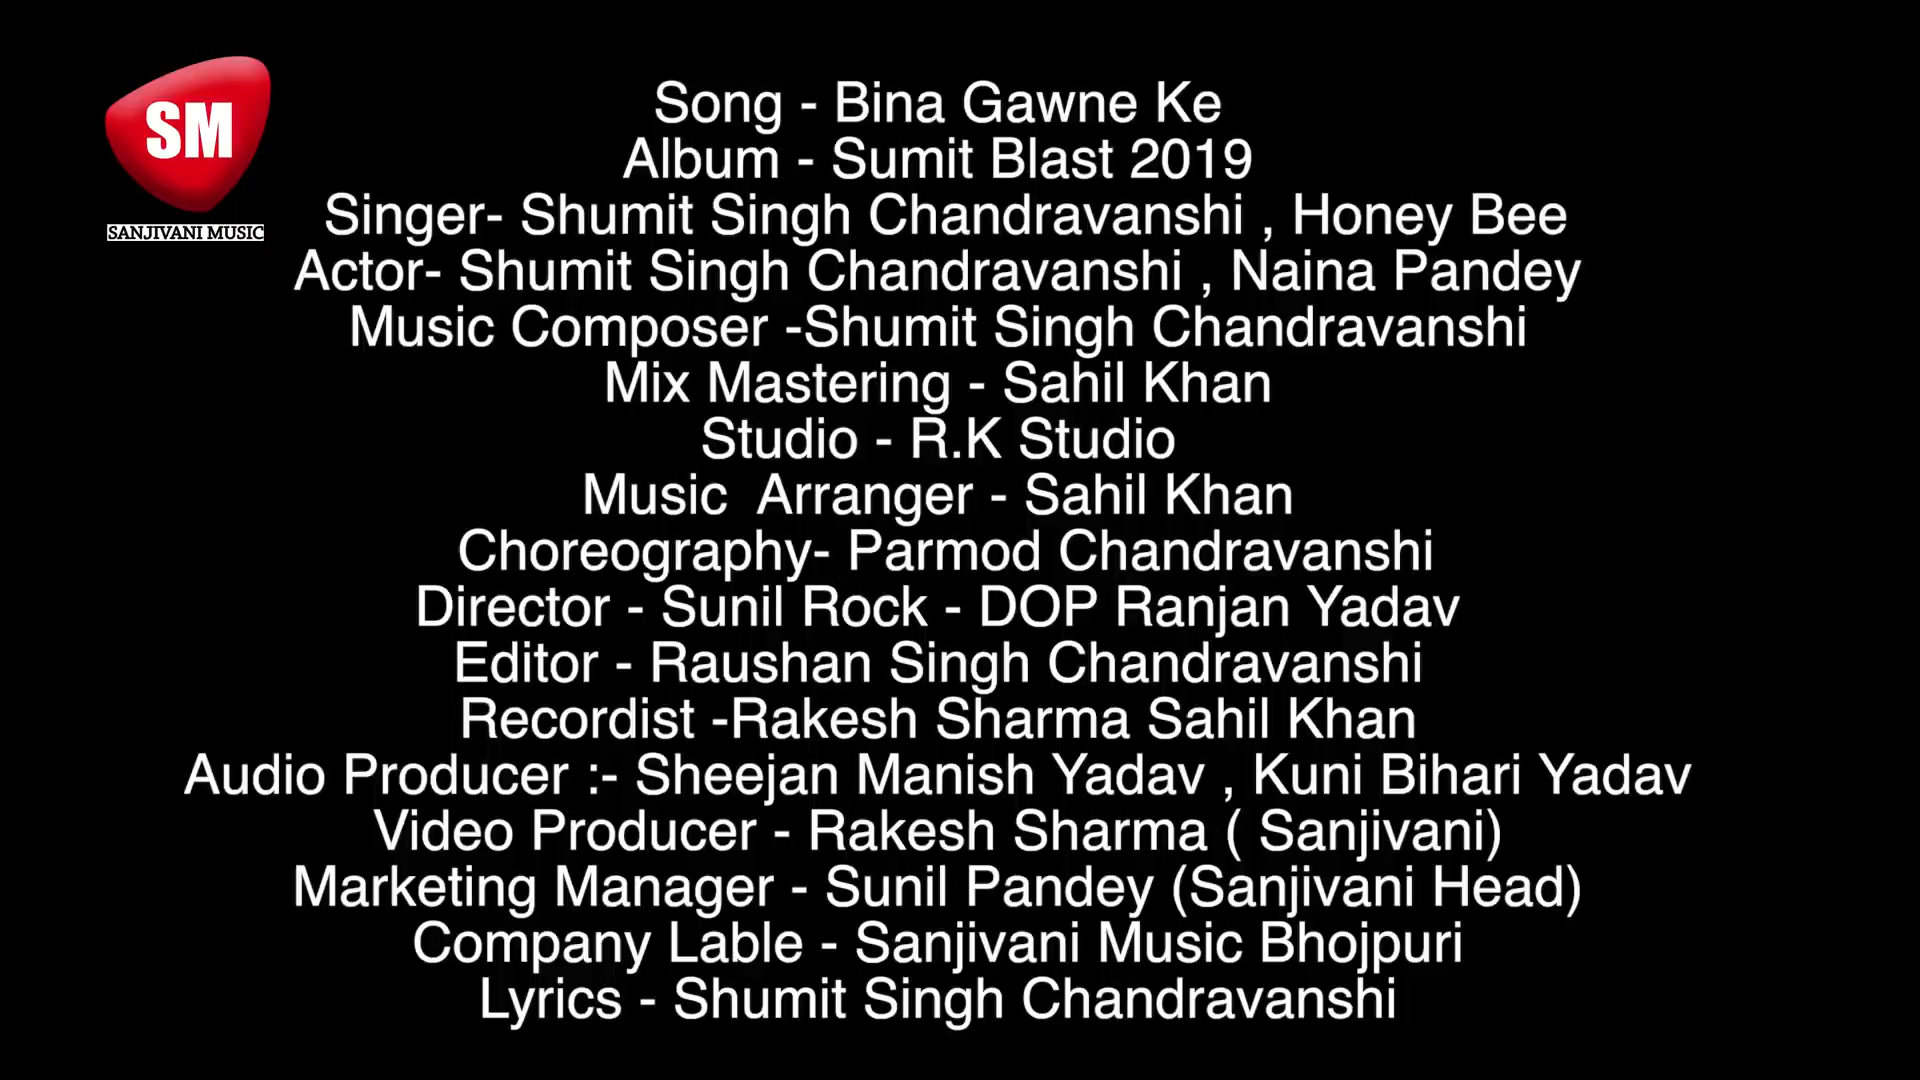 SM
SANJIVANI MUSIC
Song - Bina Gawne Ke
Album - Sumit Blast 2019
Singer- Shumit Singh Chandravanshi , Honey Bee
Actor- Shumit Singh Chandravanshi , Naina Pandey
Music Composer -Shumit Singh Chandravanshi
Mix Mastering - Sahil Khan
Studio - R.K Studio
Music  Arranger - Sahil Khan
Choreography- Parmod Chandravanshi
Director - Sunil Rock - DOP Ranjan Yadav
Editor - Raushan Singh Chandravanshi
Recordist -Rakesh Sharma Sahil Khan
Audio Producer :- Sheejan Manish Yadav , Kuni Bihari Yadav
Video Producer - Rakesh Sharma ( Sanjivani)
Marketing Manager - Sunil Pandey (Sanjivani Head)
Company Lable - Sanjivani Music Bhojpuri
Lyrics - Shumit Singh Chandravanshi